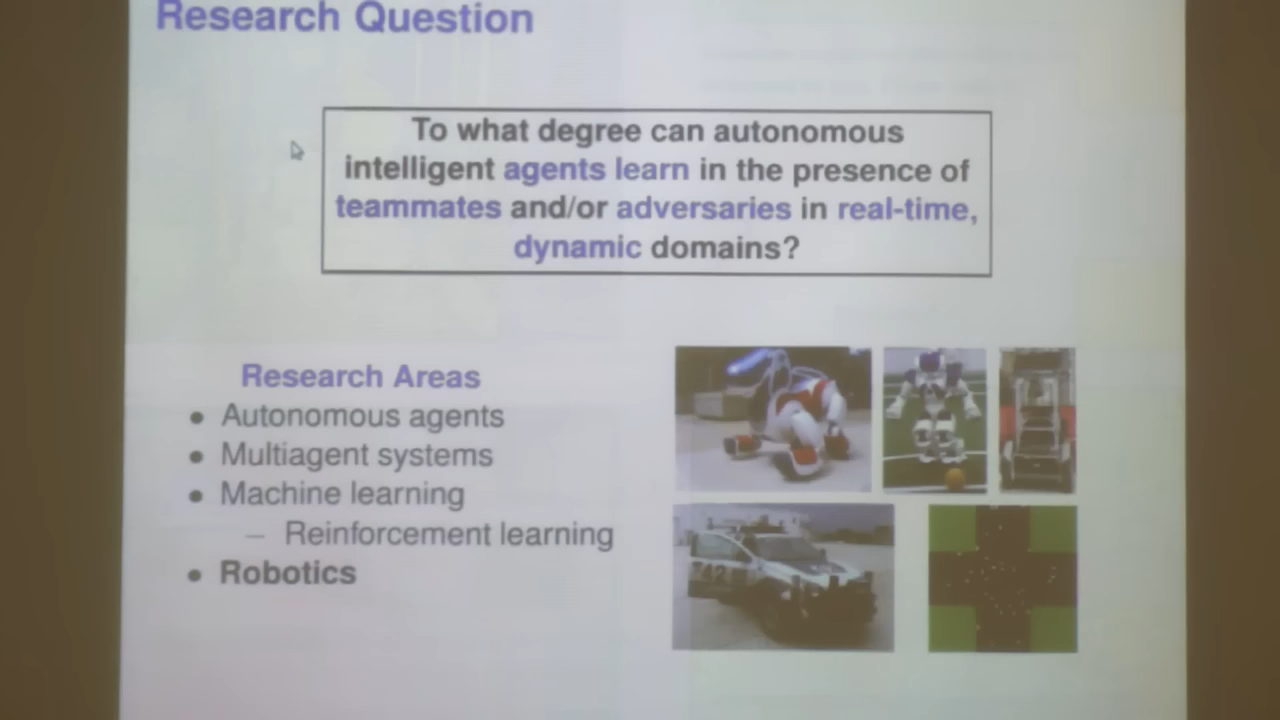 Research Question
To what degree can autonomous
intelligent agents learn in the presence of
teammates and/or adversaries in real-time,
dynamic domains?
Research Areas
• Autonomous agents
• Multiagent systems
• Machine learning
– Reinforcement learning
• Robotics